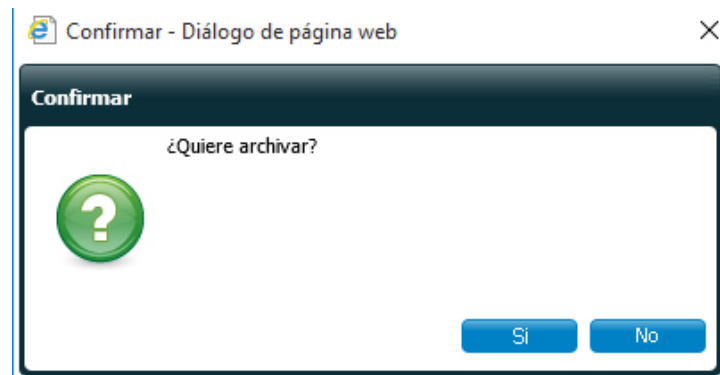 Confirmar - Diálogo de página web
Confirmar
¿Quiere archivar?
?
Si No